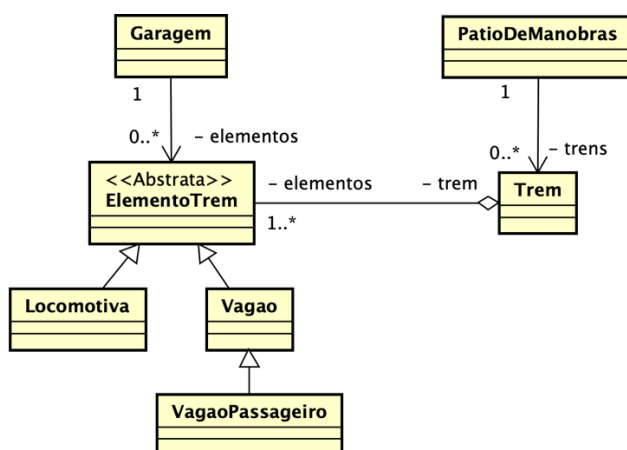 Garagem
PatioDeManobras
1
1
0..*
- elementos
0..*
- trens
<<Abstrata>>
ElementoTrem
- elementos
- trem
Trem
1..*
Locomotiva
Vagao
VagaoPassageiro